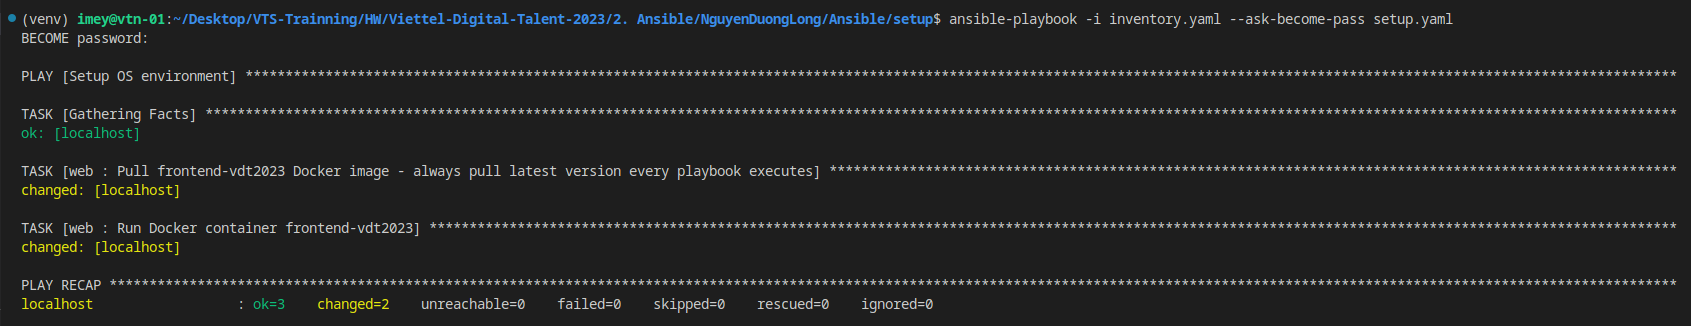 (venv) imey@vtn-01:~/Desktop/VTS-Trainning/HW/Viettel-Digital-Talent-2023/2. Ansible/NguyenDuongLong/Ansible/setup$ ansible-playbook -i inventory.yaml --ask-become-pass setup.yaml
BECOME password:
PLAY [Setup OS environment] ***********************************************************************************************************************************************************************************
TASK [Gathering Facts] ****************************************************************************************************************************************************************************************
ok: [localhost]
TASK [web : Pull frontend-vdt2023 Docker image - always pull latest version every playbook executes] **********************************************************************************************************
changed: [localhost]
TASK [web : Run Docker container frontend-vdt2023] ************************************************************************************************************************************************************
changed: [localhost]
PLAY RECAP ****************************************************************************************************************************************************************************************************
localhost                  : ok=3    changed=2    unreachable=0    failed=0    skipped=0    rescued=0    ignored=0